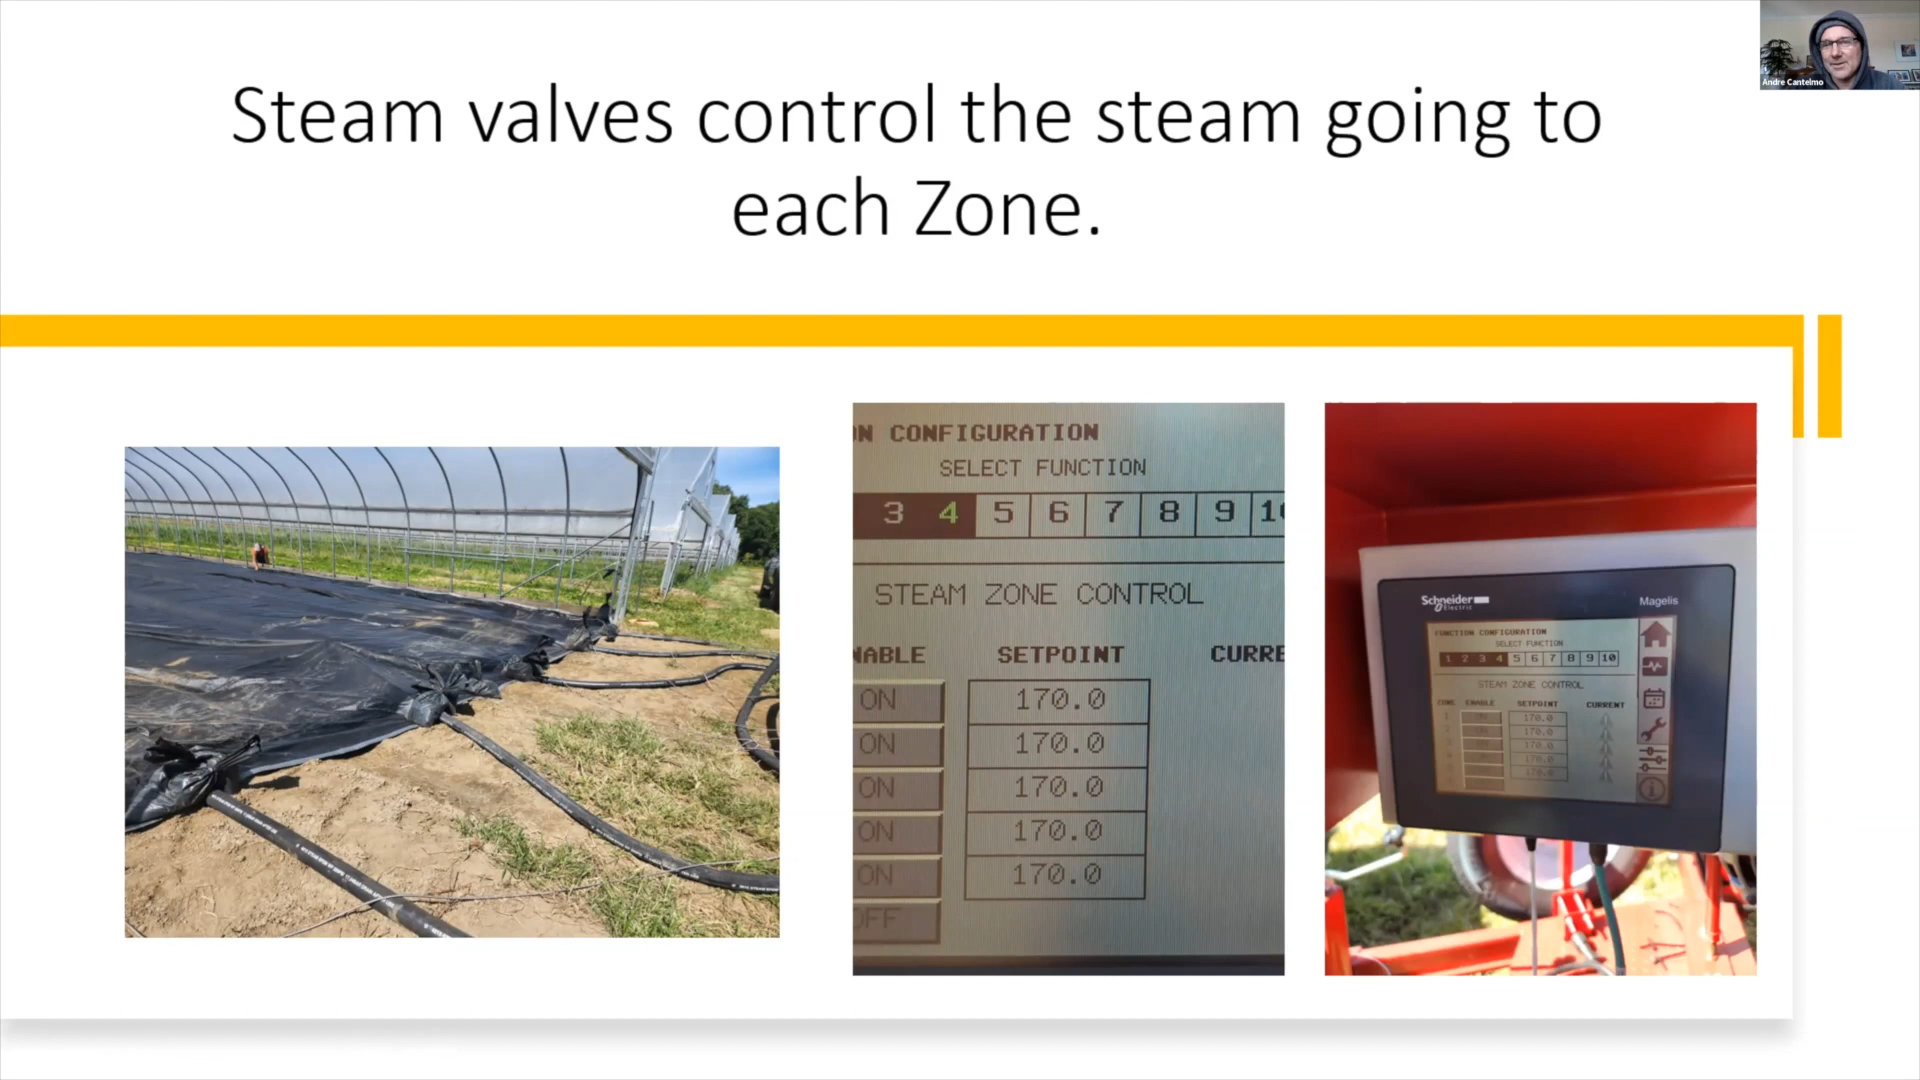 Andre Cantelmo
Steam valves control the steam going to
each Zone.
N CONFIGURATION
SELECT FUNCTION
3 4 5 6 7 8 9 10
STEAM ZONE CONTROL
NABLE SETPOINT CURRE
ON 170.0
ON 170.0
ON 170.0
ON 170.0
ON 170.0
OFF
Schneider Electric Magelis
FUNCTION CONFIGURATION
SELECT FUNCTION
1 2 3 4 5 6 7 8 9 10
STEAM ZONE CONTROL
ZONE ENABLE SETPOINT CURRENT
170.0
170.0
170.0
170.0
170.0